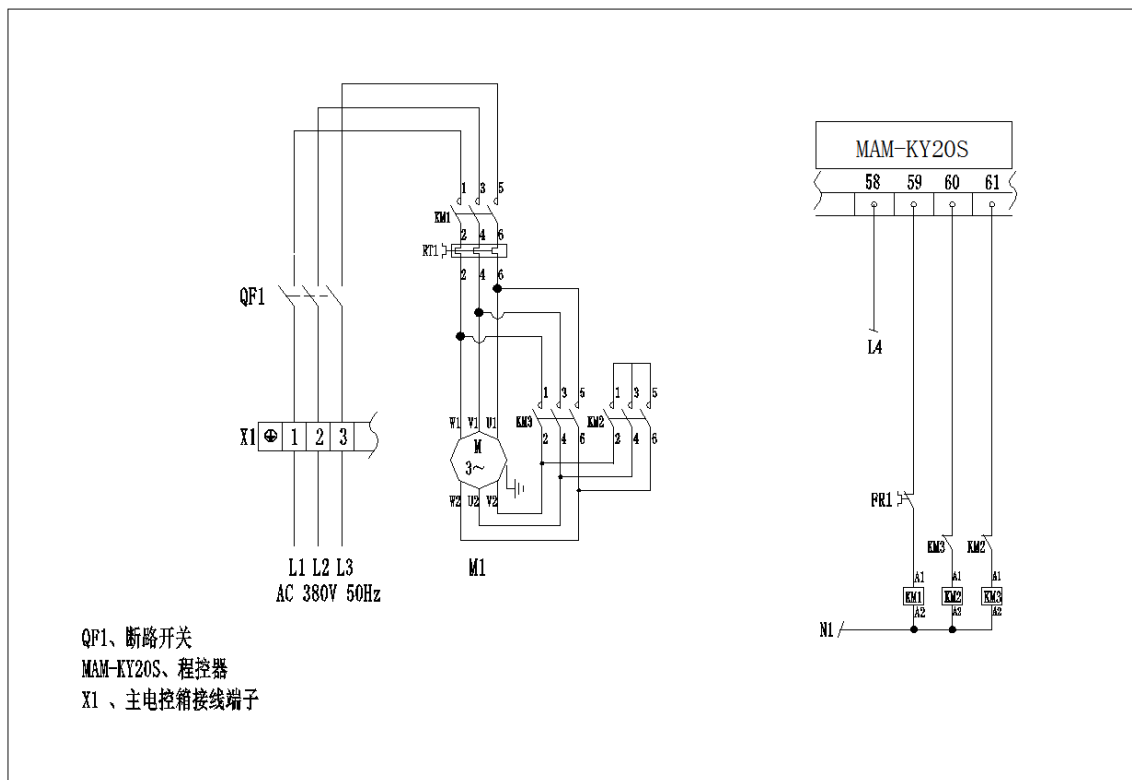 MAM-KY20S
58 59 60 61
L4
1 3 5
KM1
2 4 6
RT1
2 4 6
QF1
1 3 5
1 3 5
W1 V1 U1
KM3
KM2
2 4 6
2 4 6
X1 1 2 3
M
3~
W2 U2 V2
M1
L1 L2 L3
AC 380V 50Hz
FR1
KM3
KM2
A1 A1 A1
KM1 KM2 KM3
A2 A2 A2
N1
QF1、断路开关
MAM-KY20S、程控器
X1 、主电控箱接线端子